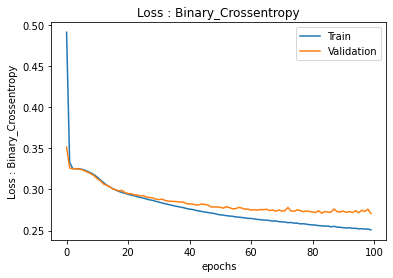 Loss : Binary_Crossentropy
Train
Validation
Loss : Binary_Crossentropy
0.50
0.45
0.40
0.35
0.30
0.25
0
20
40
60
80
100
epochs